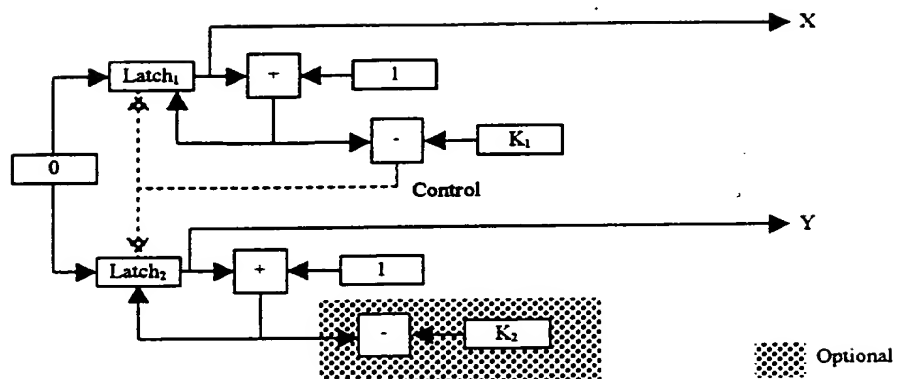 X
Latch₁
+
1
-
K₁
0
Control
Y
Latch₂
+
1
-
K₂
Optional